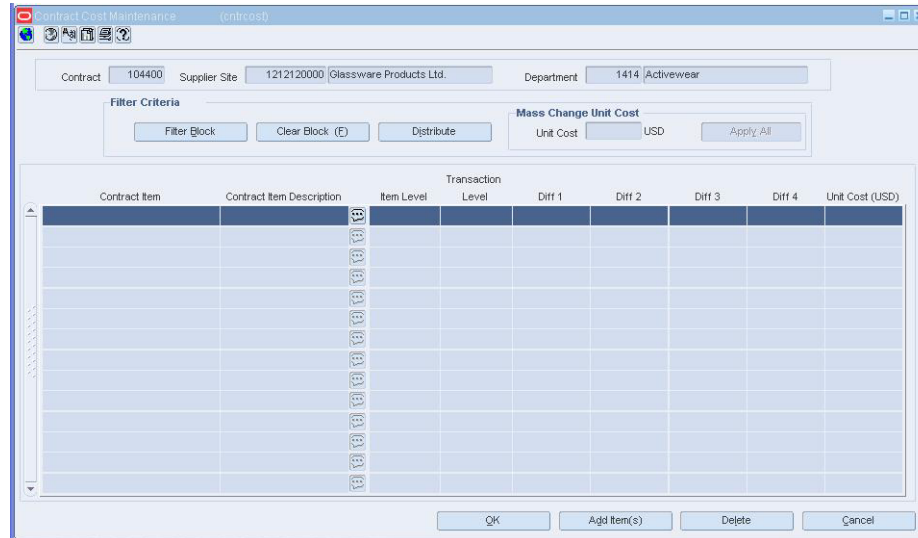 Contract Cost Maintenance (cntrcost)
Contract 104400 Supplier Site 1212120000 Glassware Products Ltd. Department 1414 Activewear
Filter Criteria
Mass Change Unit Cost
Filter Block Clear Block (F) Distribute Unit Cost USD Apply All
Transaction
Contract Item Contract Item Description Item Level Level Diff 1 Diff 2 Diff 3 Diff 4 Unit Cost (USD)
OK Add Item(s) Delete Cancel